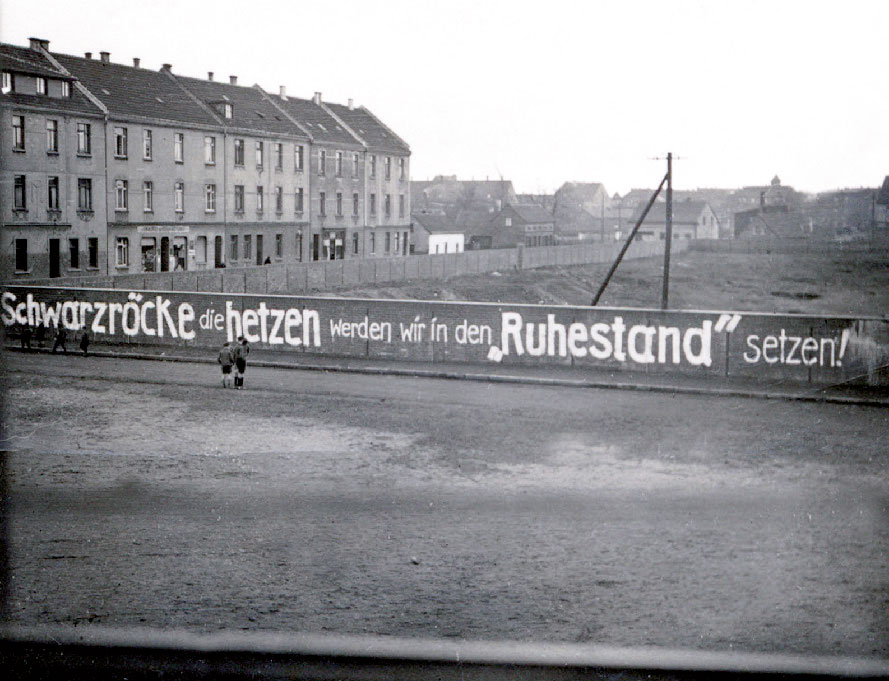 Schwarzröcke die hetzen werden wir in den „Ruhestand” setzen!